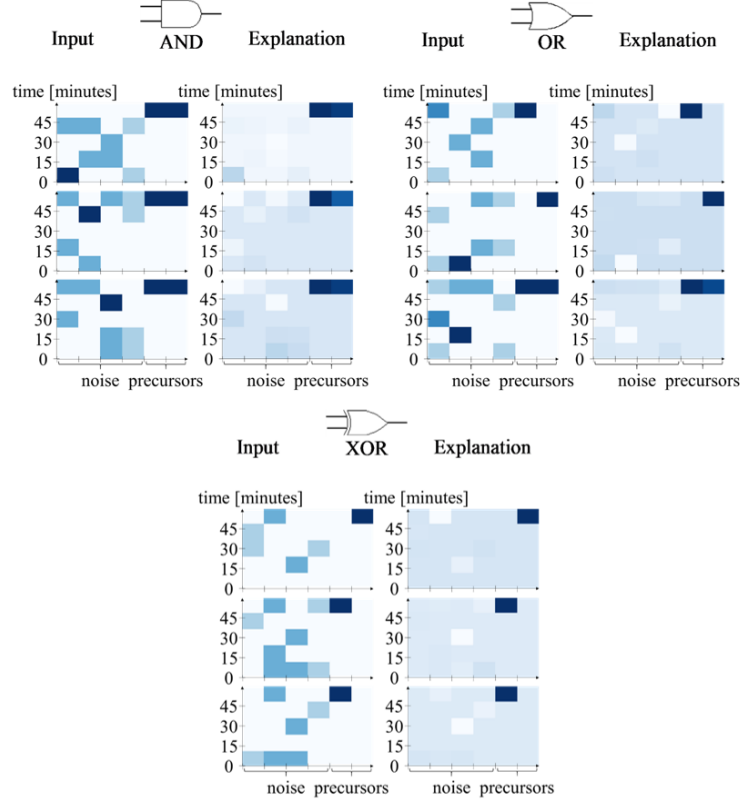 Input AND Explanation
Input OR Explanation
time [minutes] time [minutes]
time [minutes] time [minutes]
45 45 45 45
30 30 30 30
15 15 15 15
0 0 0 0
45 45 45 45
30 30 30 30
15 15 15 15
0 0 0 0
45 45 45 45
30 30 30 30
15 15 15 15
0 0 0 0
noise precursors noise precursors
noise precursors noise precursors
Input XOR Explanation
time [minutes] time [minutes]
45 45
30 30
15 15
0 0
45 45
30 30
15 15
0 0
45 45
30 30
15 15
0 0
noise precursors noise precursors